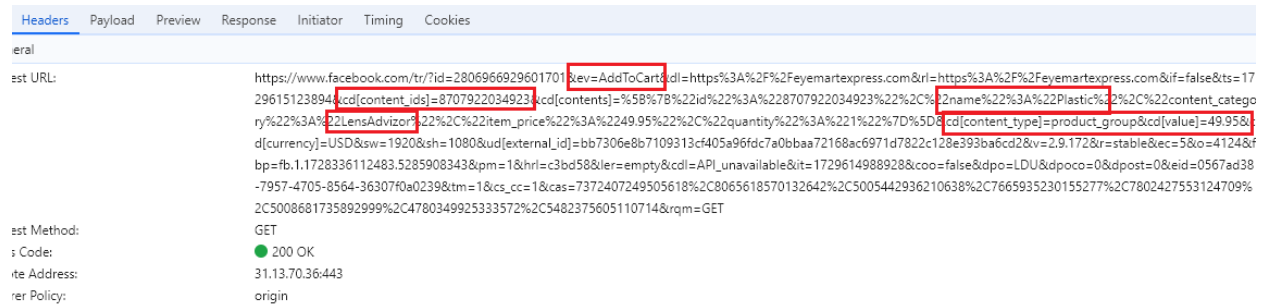 Headers Payload Preview Response Initiator Timing Cookies
eral
est URL: https://www.facebook.com/tr/?id=2806966929601701&ev=AddToCart&dl=https%3A%2F%2Feyemartexpress.com&rl=https%3A%2F%2Feyemartexpress.com&if=false&ts=17
29615123894&cd[content_ids]=8707922034923&cd[contents]=%5B%7B%22id%22%3A%228707922034923%22%2C%22name%22%3A%22Plastic%22%2C%22content_catego
ry%22%3A%22LensAdvizor%22%2C%22item_price%22%3A%2249.95%22%2C%22quantity%22%3A%221%22%7D%5D&cd[content_type]=product_group&cd[value]=49.95&c
d[currency]=USD&sw=1920&sh=1080&ud[external_id]=bb7306e8b7109313cf405a96fdc7a0bbaa72168ac6971d7822c128e393ba6cd2&v=2.9.172&r=stable&ec=5&o=4124&f
bp=fb.1.1728336112483.5285908343&pm=1&hrl=c3bd58&ler=empty&cdl=API_unavailable&it=1729614988928&coo=false&dpo=LDU&dpoco=0&dpost=0&eid=0567ad38
-7957-4705-8564-36307f0a0239&tm=1&cs_cc=1&cas=7372407249505618%2C8065618570132642%2C5005442936210638%2C7665935230155277%2C7802427553124709%
2C5008681735892999%2C4780349925333572%2C5482375605110714&rqm=GET
est Method: GET
s Code: 200 OK
te Address: 31.13.70.36:443
rer Policy: origin